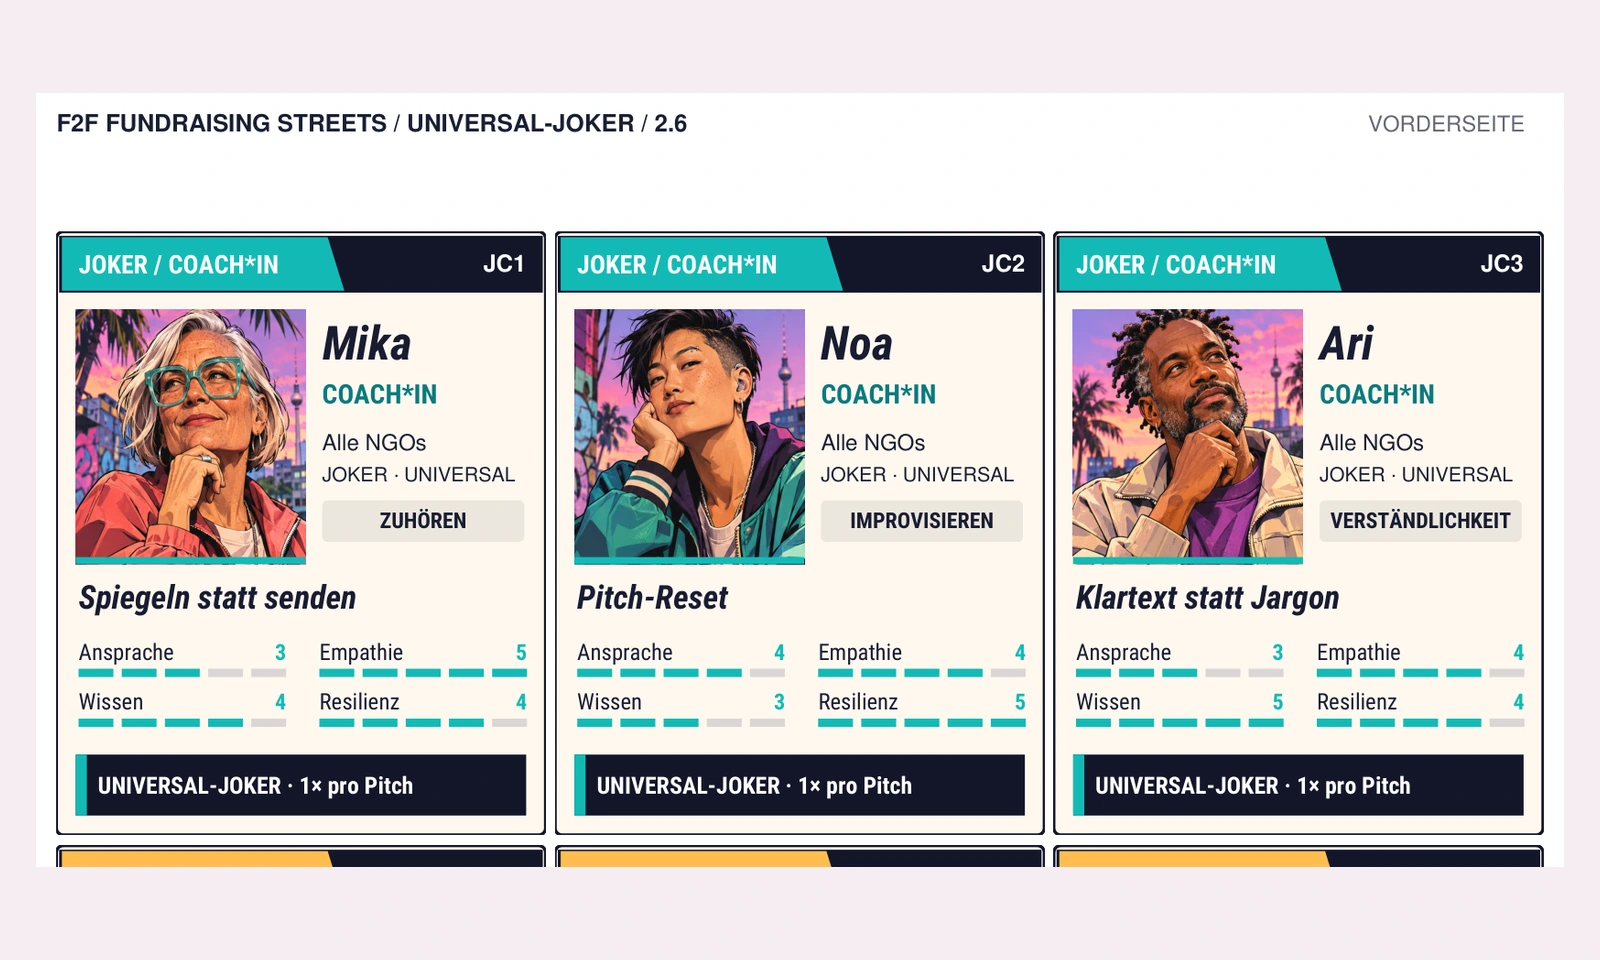 F2F FUNDRAISING STREETS / UNIVERSAL-JOKER / 2.6
VORDERSEITE
JOKER / COACH*IN
JC1
Mika
COACH*IN
Alle NGOs
JOKER · UNIVERSAL
ZUHÖREN
Spiegeln statt senden
Ansprache 3
Empathie 5
Wissen 4
Resilienz 4
UNIVERSAL-JOKER · 1× pro Pitch
JOKER / COACH*IN
JC2
Noa
COACH*IN
Alle NGOs
JOKER · UNIVERSAL
IMPROVISIEREN
Pitch-Reset
Ansprache 4
Empathie 4
Wissen 3
Resilienz 5
UNIVERSAL-JOKER · 1× pro Pitch
JOKER / COACH*IN
JC3
Ari
COACH*IN
Alle NGOs
JOKER · UNIVERSAL
VERSTÄNDLICHKEIT
Klartext statt Jargon
Ansprache 3
Empathie 4
Wissen 5
Resilienz 4
UNIVERSAL-JOKER · 1× pro Pitch